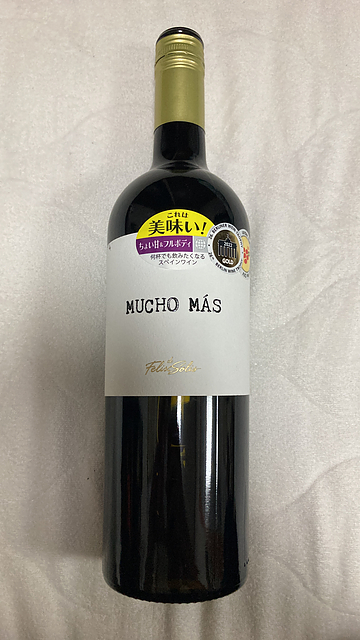 これは
美味い!
ちょい甘&フルボディ
何杯でも飲みたくなる
スペインワイン
GOLD
MUCHO MÁS
Felix Solís